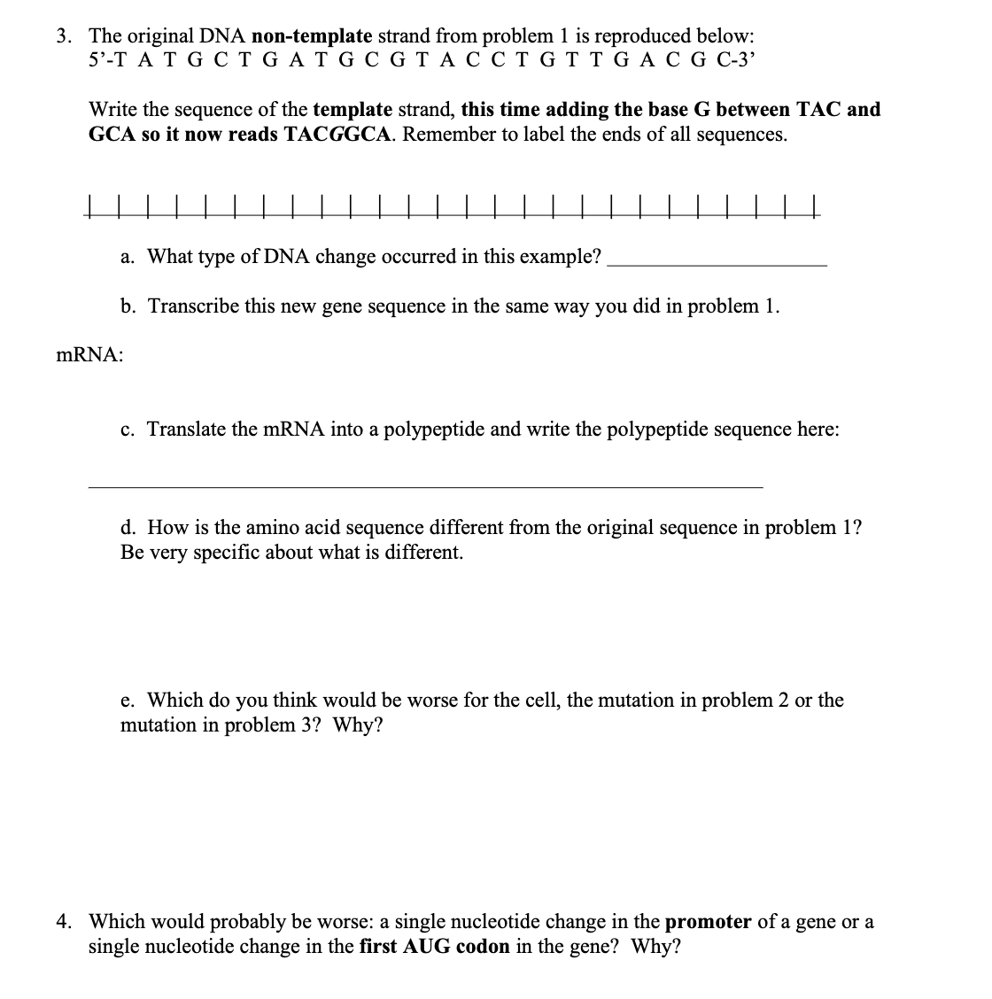 3. The original DNA non-template strand from problem 1 is reproduced below:
5’-T A T G C T G A T G C G T A C C T G T T G A C G C-3’
Write the sequence of the template strand, this time adding the base G between TAC and
GCA so it now reads TACGGCA. Remember to label the ends of all sequences.
a. What type of DNA change occurred in this example? ______________________
b. Transcribe this new gene sequence in the same way you did in problem 1.
mRNA:
c. Translate the mRNA into a polypeptide and write the polypeptide sequence here:
d. How is the amino acid sequence different from the original sequence in problem 1?
Be very specific about what is different.
e. Which do you think would be worse for the cell, the mutation in problem 2 or the
mutation in problem 3? Why?
4. Which would probably be worse: a single nucleotide change in the promoter of a gene or a
single nucleotide change in the first AUG codon in the gene? Why?